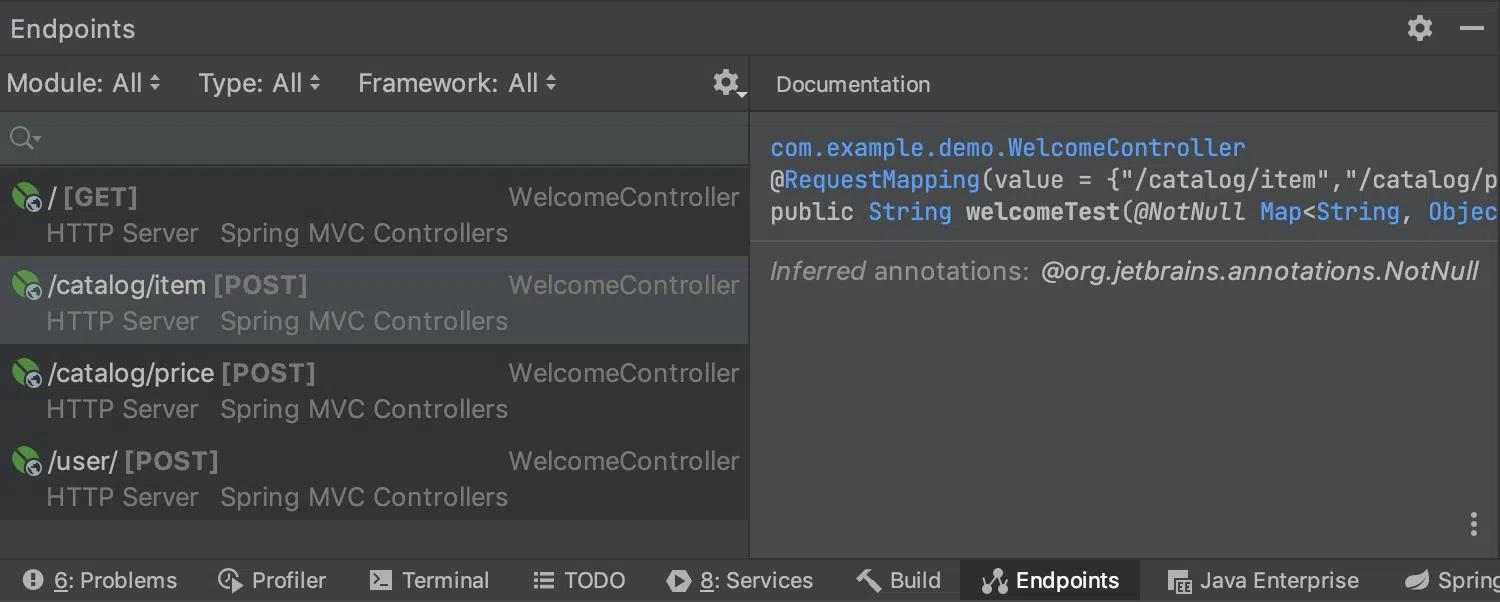 Endpoints
Module: All Type: All Framework: All
Documentation
/ [GET] WelcomeController
HTTP Server Spring MVC Controllers
/catalog/item [POST] WelcomeController
HTTP Server Spring MVC Controllers
/catalog/price [POST] WelcomeController
HTTP Server Spring MVC Controllers
/user/ [POST] WelcomeController
HTTP Server Spring MVC Controllers
com.example.demo.WelcomeController
@RequestMapping(value = {"/catalog/item","/catalog/p
public String welcomeTest(@NotNull Map<String, Objec
Inferred annotations: @org.jetbrains.annotations.NotNull
6: Problems Profiler Terminal TODO 8: Services Build Endpoints EE Java Enterprise Spring